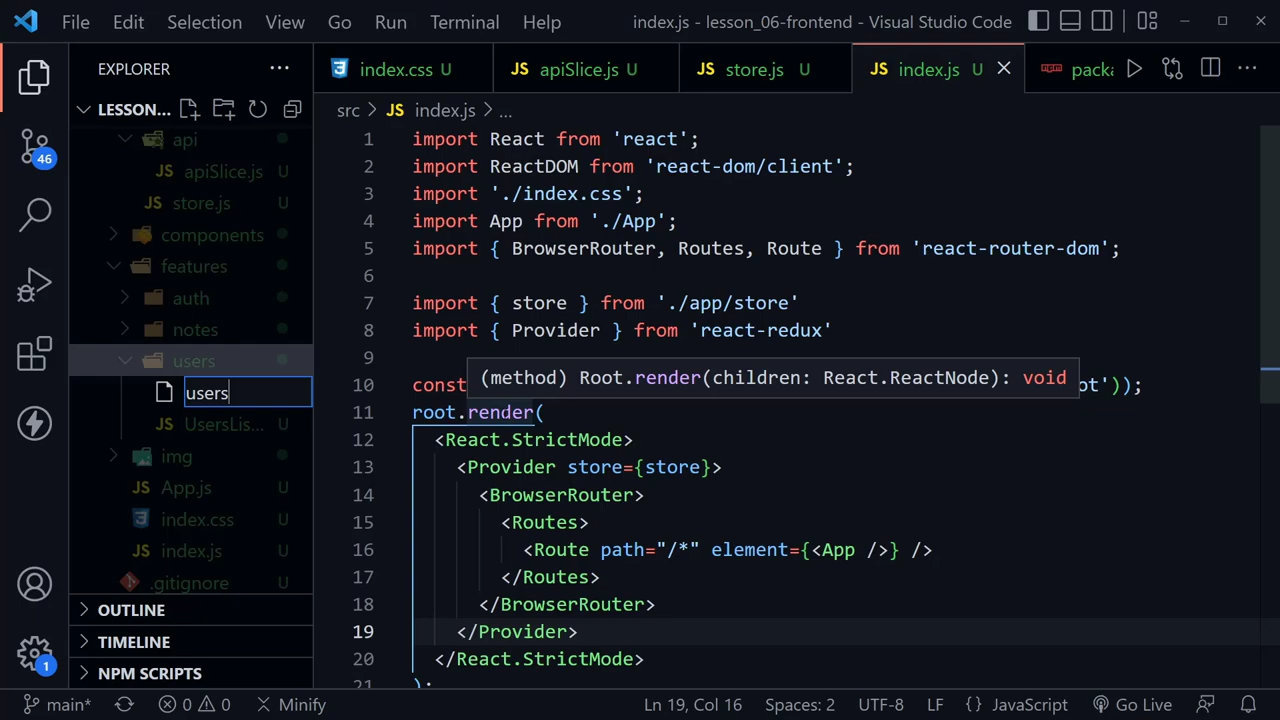 File Edit Selection View Go Run Terminal Help index.js - lesson_06-frontend - Visual Studio Code
EXPLORER
index.css U
apiSlice.js U
store.js U
index.js U
packa
LESSON...
src > index.js > ...
api
apiSlice.js U
store.js U
components
features
auth
notes
users
users
UsersLis... U
img
App.js U
index.css U
index.js U
.gitignore U
OUTLINE
TIMELINE
NPM SCRIPTS
46
1
1 import React from 'react';
2 import ReactDOM from 'react-dom/client';
3 import './index.css';
4 import App from './App';
5 import { BrowserRouter, Routes, Route } from 'react-router-dom';
6
7 import { store } from './app/store'
8 import { Provider } from 'react-redux'
9
(method) Root.render(children: React.ReactNode): void
10 const ot'));
11 root.render(
12 <React.StrictMode>
13 <Provider store={store}>
14 <BrowserRouter>
15 <Routes>
16 <Route path="/*" element={<App />} />
17 </Routes>
18 </BrowserRouter>
19 </Provider>
20 </React.StrictMode>
21 );
main* 0 0 Minify Ln 19, Col 16 Spaces: 2 UTF-8 LF {} JavaScript Go Live